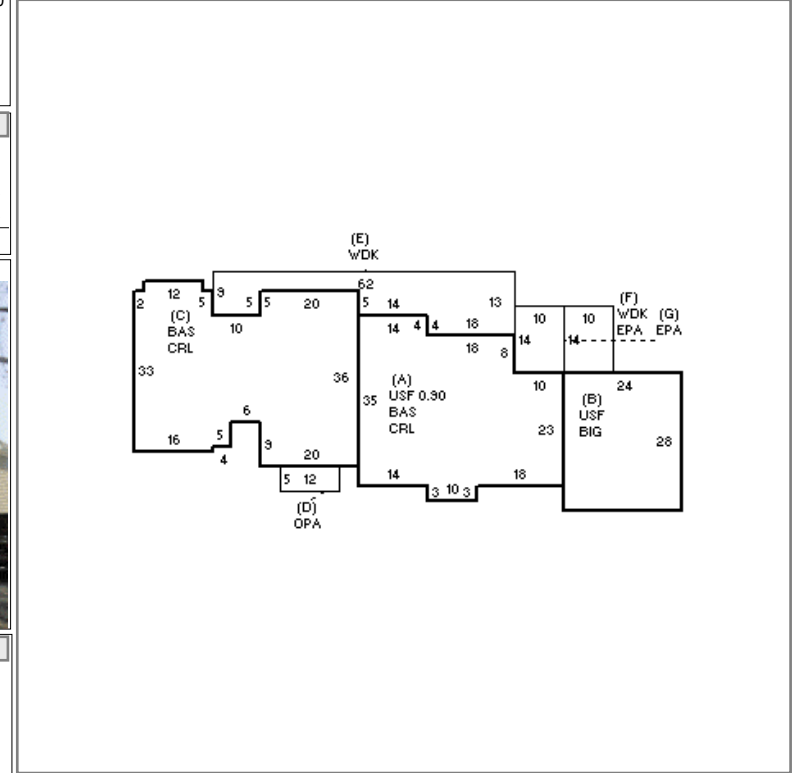 (E)
WDK
62
12
9
2
5
5
5
20
5
14
13
(C)
BAS
CRL
10
14
4
4
18
18
8
10
14
10
14
(F)
WDK
EPA
(G)
EPA
33
36
35
(A)
USF 0.90
BAS
CRL
10
23
24
(B)
USF
BIG
28
6
5
9
16
4
20
5
12
(D)
OPA
14
3
10
3
18